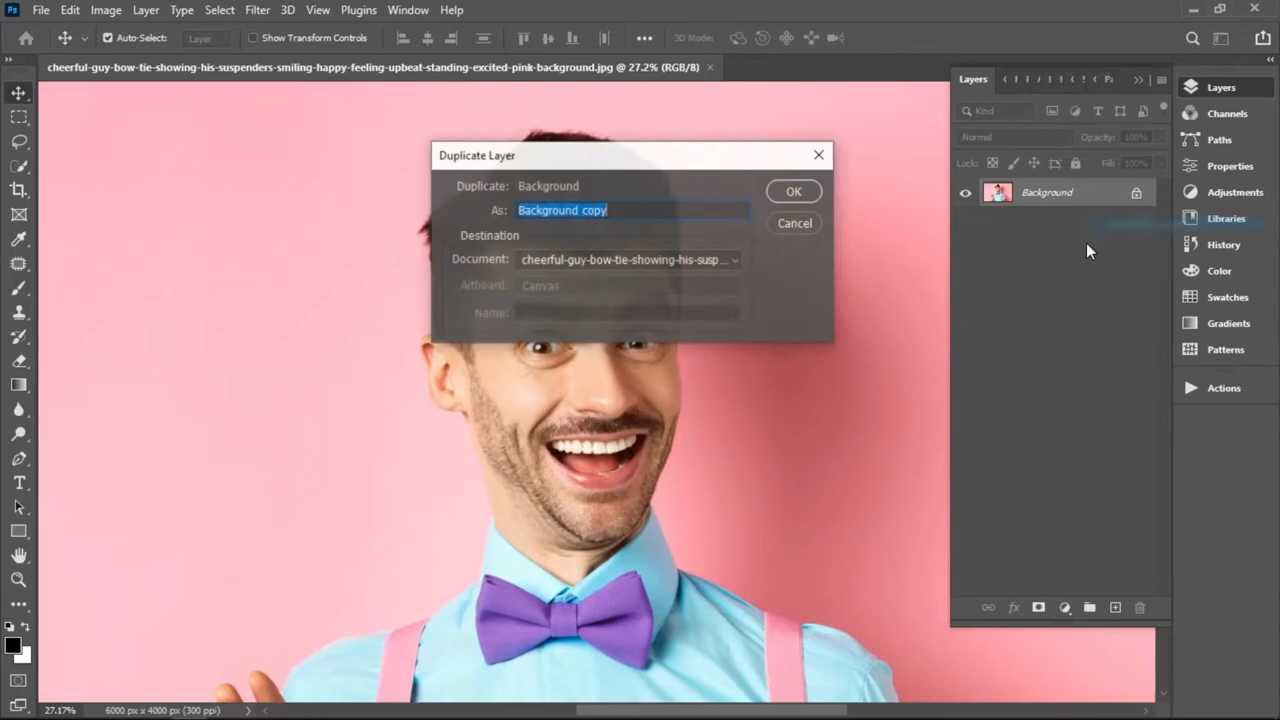 Ps File Edit Image Layer Type Select Filter 3D View Plugins Window Help
Auto-Select: Layer Show Transform Controls 3D Mode:
cheerful-guy-bow-tie-showing-his-suspenders-smiling-happy-feeling-upbeat-standing-excited-pink-background.jpg @ 27.2% (RGB/8)
Duplicate Layer
Duplicate: Background
As: Background copy
Destination
Document: cheerful-guy-bow-tie-showing-his-susp...
Artboard: Canvas
Name:
OK
Cancel
Layers
Kind
Normal Opacity: 100%
Lock: Fill: 100%
Background
Layers
Channels
Paths
Properties
Adjustments
Libraries
History
Color
Swatches
Gradients
Patterns
Actions
27.17% 6000 px x 4000 px (300 ppi)